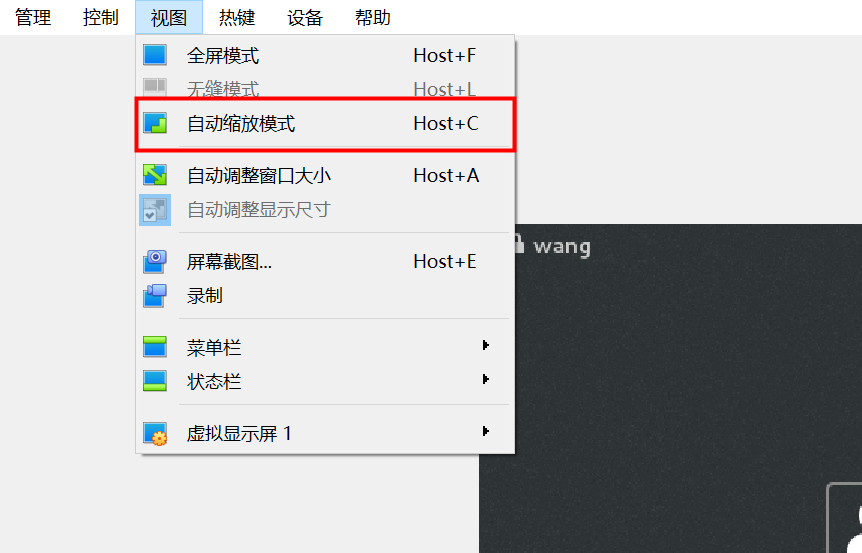 管理 控制 视图 热键 设备 帮助
全屏模式 Host+F
无缝模式 Host+L
自动缩放模式 Host+C
自动调整窗口大小 Host+A
自动调整显示尺寸
wang
屏幕截图... Host+E
录制
菜单栏
状态栏
虚拟显示屏 1